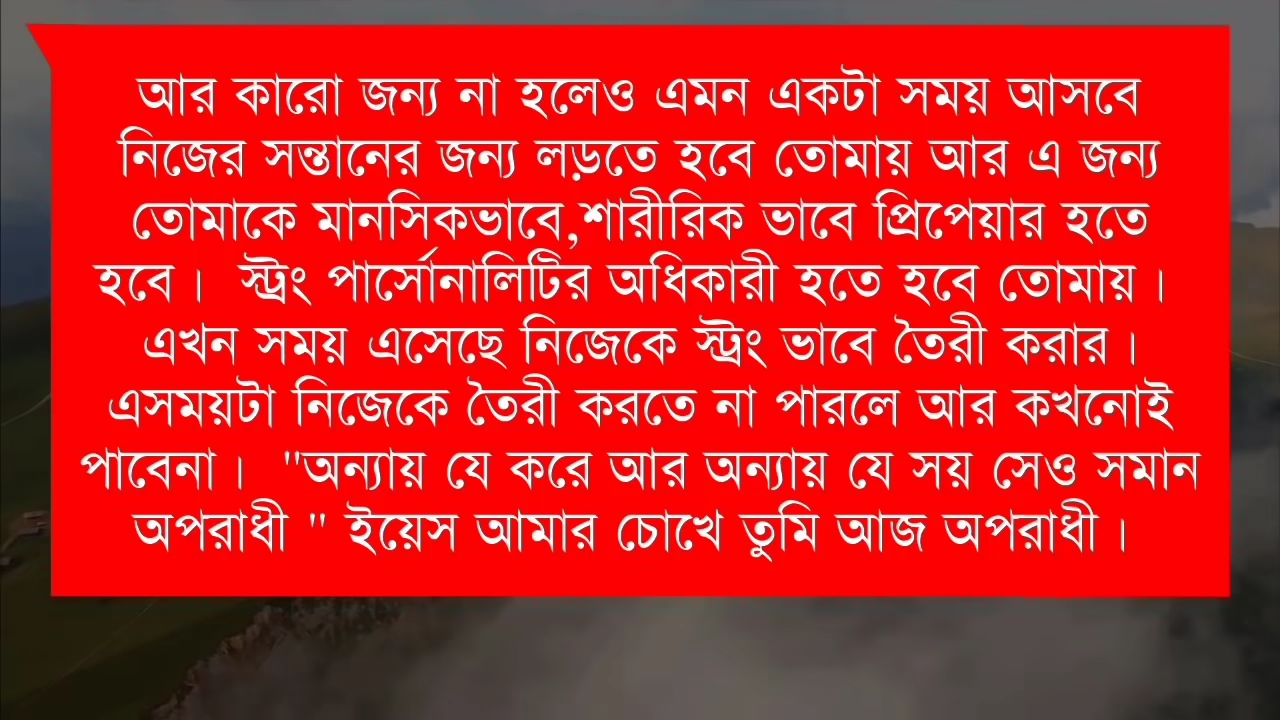 আর কারো জন্য না হলেও এমন একটা সময় আসবে
নিজের সন্তানের জন্য লড়তে হবে তোমায় আর এ জন্য
তোমাকে মানসিকভাবে,শারীরিক ভাবে প্রিপেয়ার হতে
হবে।  স্ট্রং পার্সোনালিটির অধিকারী হতে হবে তোমায়।
এখন সময় এসেছে নিজেকে স্ট্রং ভাবে তৈরী করার।
এসময়টা নিজেকে তৈরী করতে না পারলে আর কখনোই
পাবেনা।  "অন্যায় যে করে আর অন্যায় যে সয় সেও সমান
অপরাধী " ইয়েস আমার চোখে তুমি আজ অপরাধী।